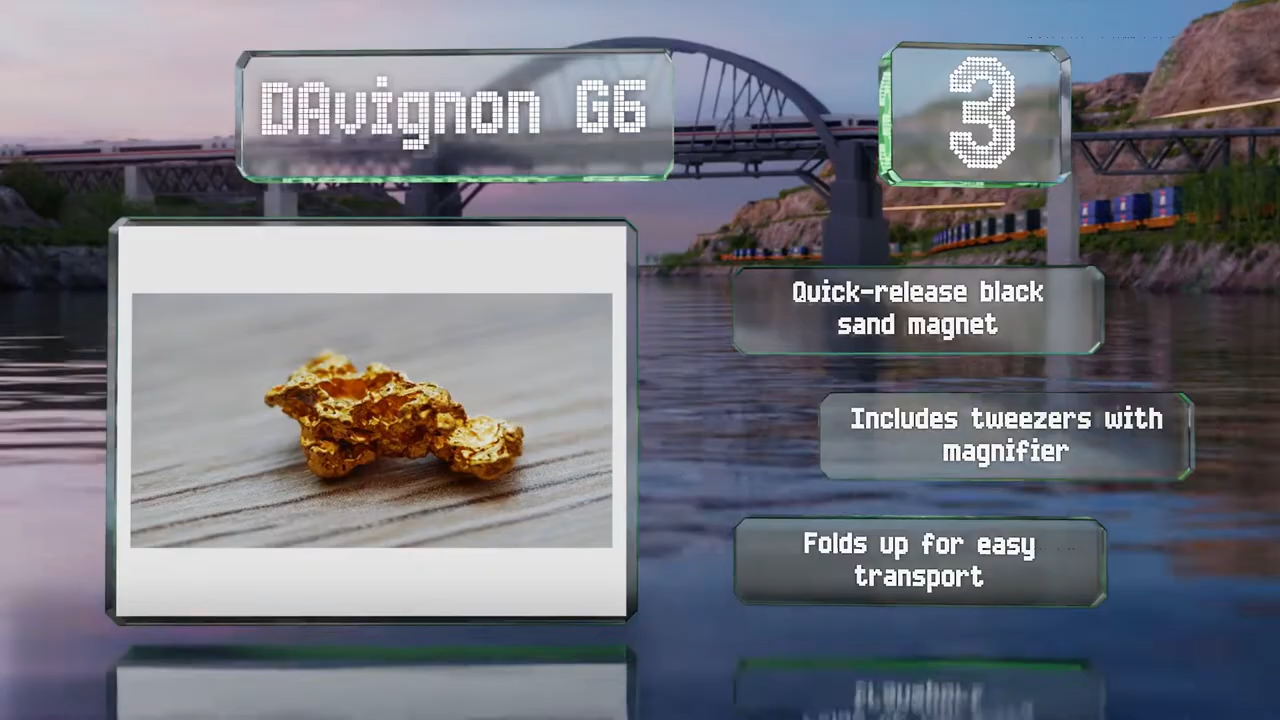 DAvignon G6
3
Quick-release black
sand magnet
Includes tweezers with
magnifier
Folds up for easy
transport